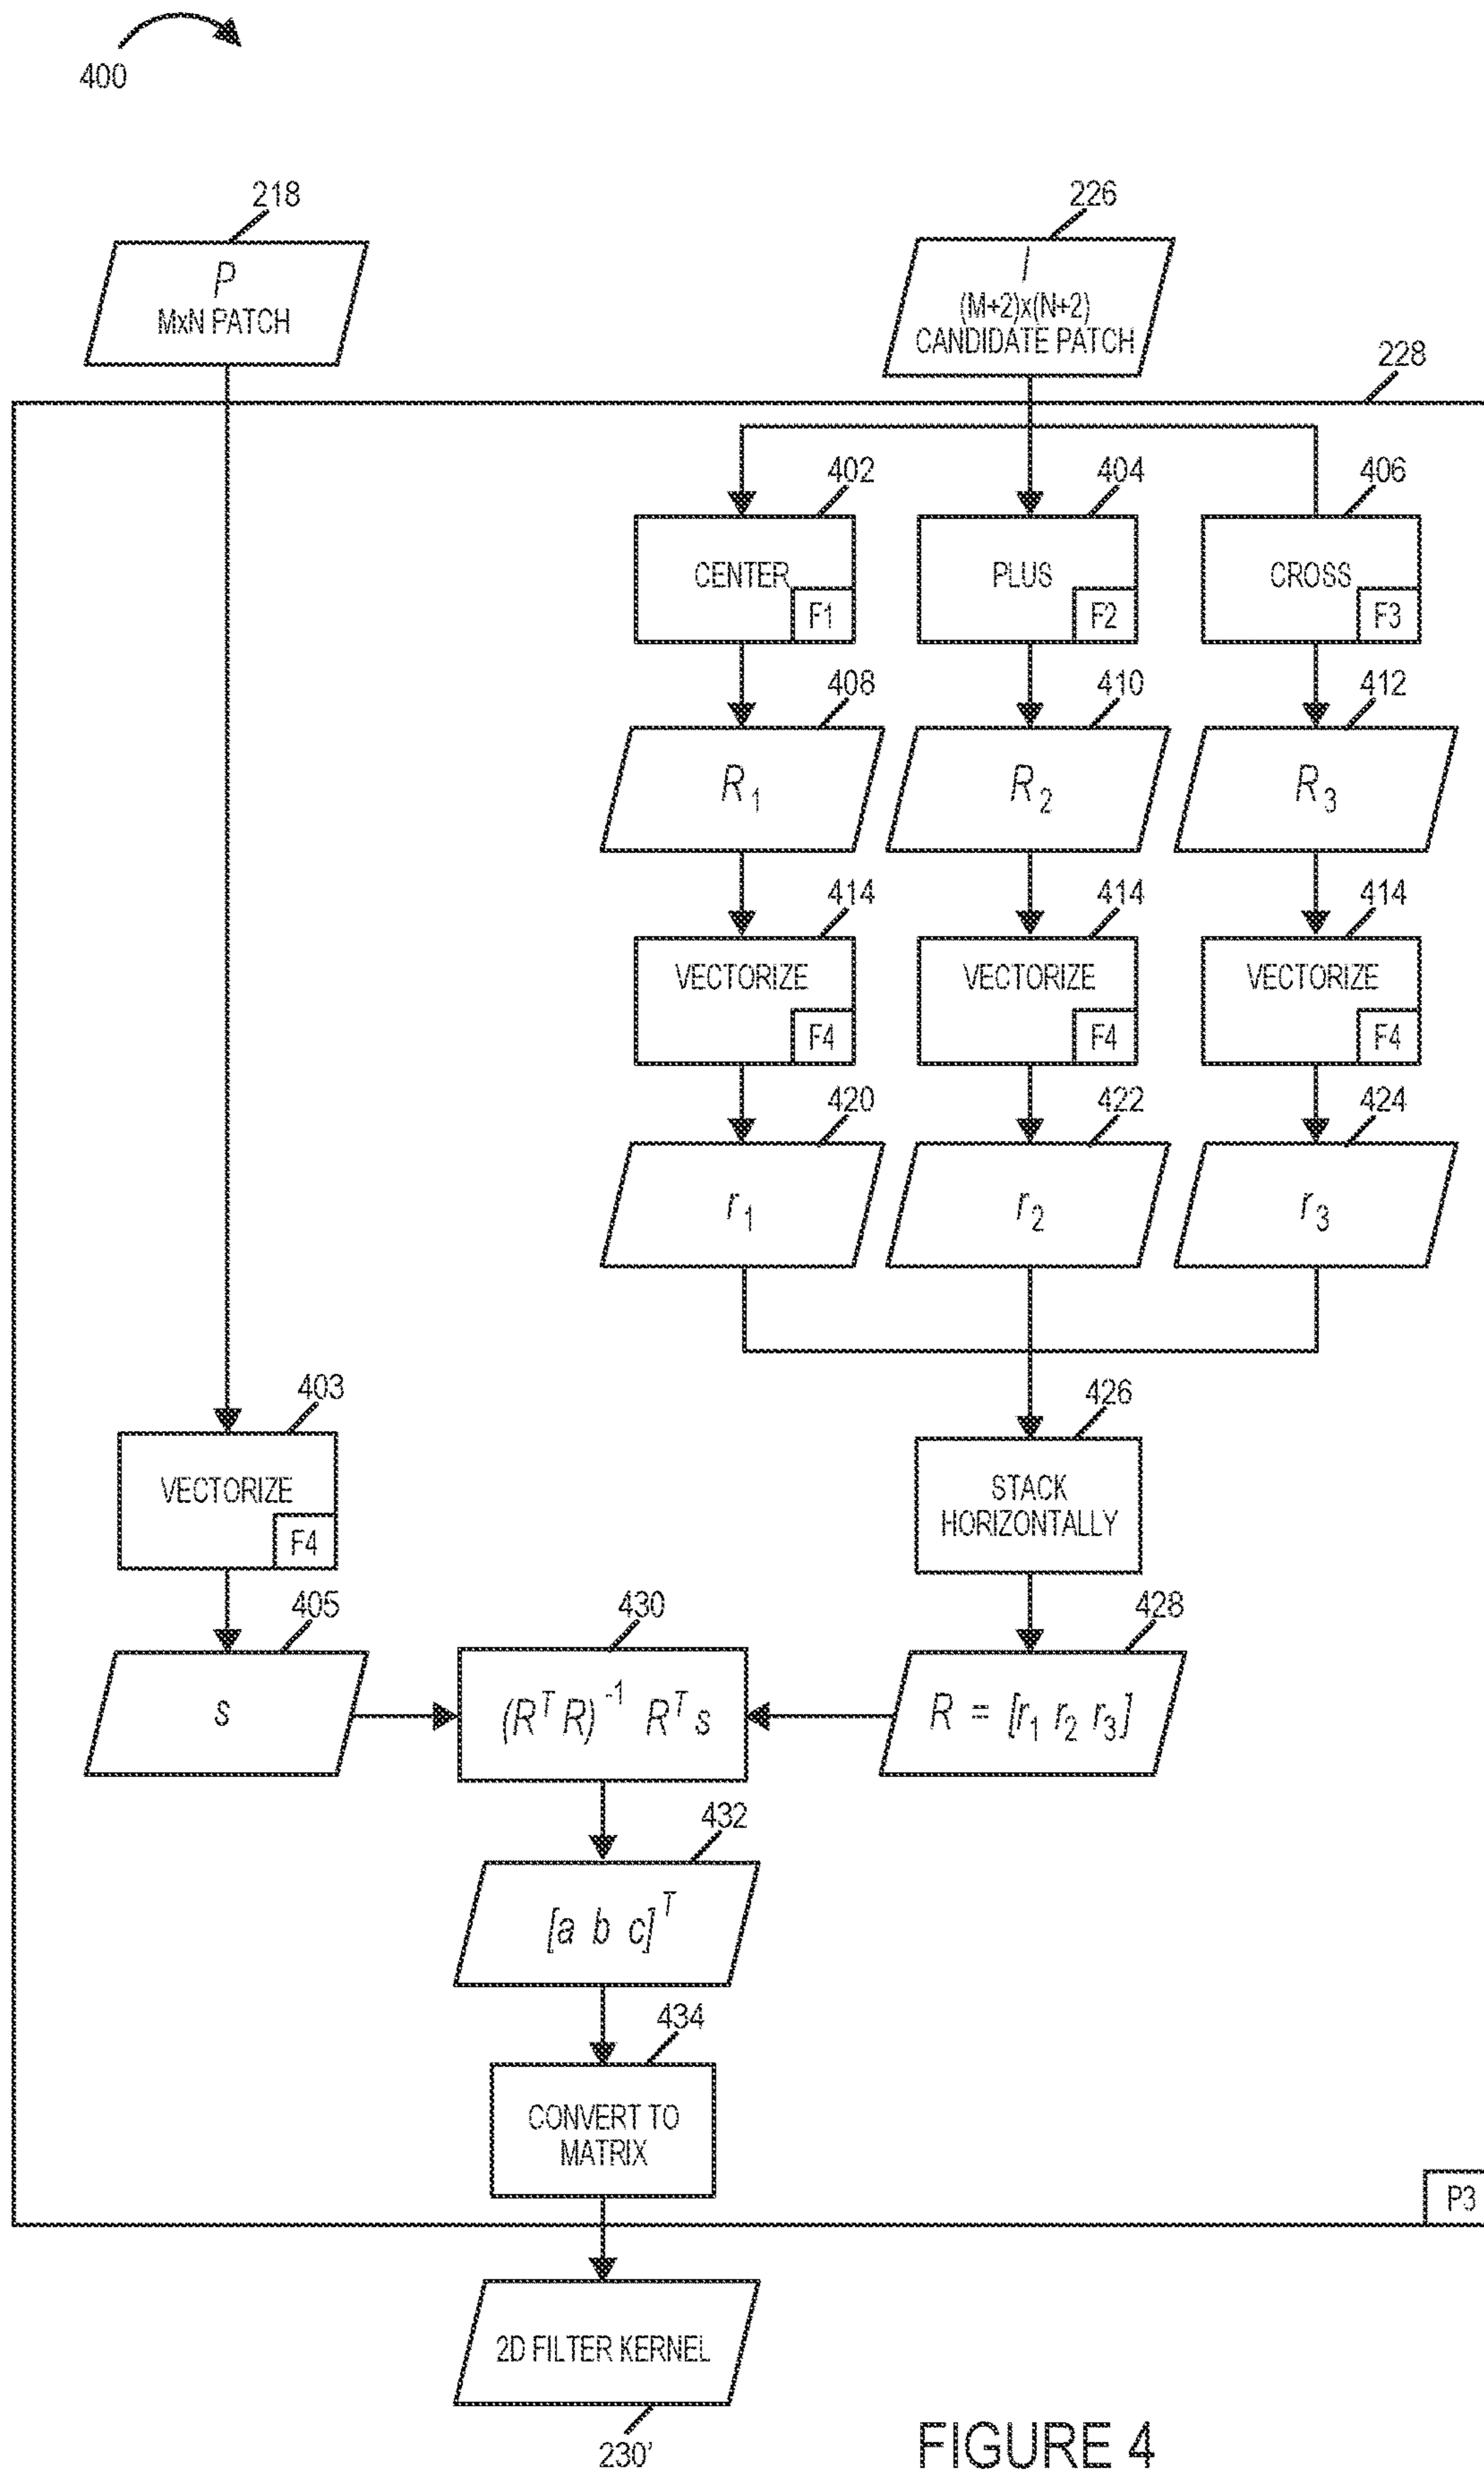 400
218
226
P
MxN PATCH
I
(M+2)x(N+2)
CANDIDATE PATCH
228
402
404
406
CENTER
F1
PLUS
F2
CROSS
F3
408
410
412
R1
R2
R3
414
414
414
VECTORIZE
F4
VECTORIZE
F4
VECTORIZE
F4
420
422
424
r1
r2
r3
403
426
VECTORIZE
F4
STACK
HORIZONTALLY
405
430
428
s
(R^T R)^-1 R^T s
R = [r1 r2 r3]
432
[a b c]^T
434
CONVERT TO
MATRIX
P3
2D FILTER KERNEL
230'
FIGURE 4